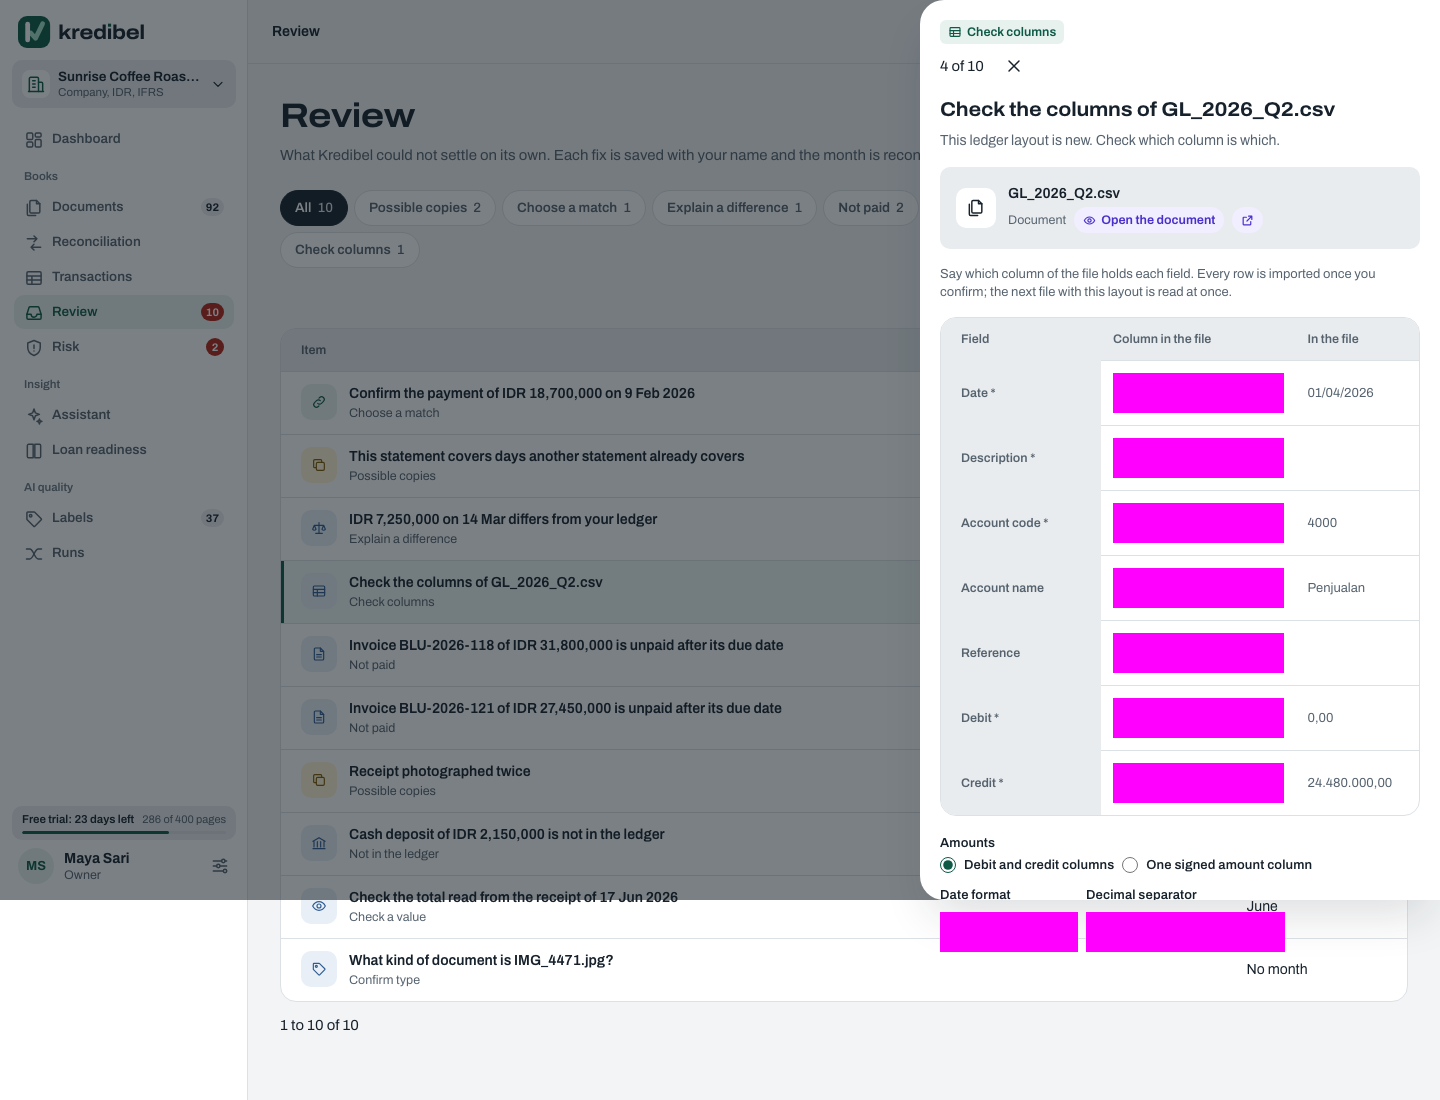 kredibel
Sunrise Coffee Roas...
Company, IDR, IFRS
Dashboard
Books
Documents 92
Reconciliation
Transactions
Review 10
Risk 2
Insight
Assistant
Loan readiness
AI quality
Labels 37
Runs
Free trial: 23 days left 286 of 400 pages
MS
Maya Sari
Owner
Review
Review
What Kredibel could not settle on its own. Each fix is saved with your name and the month is recon
All 10
Possible copies 2
Choose a match 1
Explain a difference 1
Not paid 2
Check columns 1
Item
Confirm the payment of IDR 18,700,000 on 9 Feb 2026
Choose a match
This statement covers days another statement already covers
Possible copies
IDR 7,250,000 on 14 Mar differs from your ledger
Explain a difference
Check the columns of GL_2026_Q2.csv
Check columns
Invoice BLU-2026-118 of IDR 31,800,000 is unpaid after its due date
Not paid
Invoice BLU-2026-121 of IDR 27,450,000 is unpaid after its due date
Not paid
Receipt photographed twice
Possible copies
Cash deposit of IDR 2,150,000 is not in the ledger
Not in the ledger
Check the total read from the receipt of 17 Jun 2026
Check a value
June
What kind of document is IMG_4471.jpg?
Confirm type
No month
1 to 10 of 10
Check columns
4 of 10
Check the columns of GL_2026_Q2.csv
This ledger layout is new. Check which column is which.
GL_2026_Q2.csv
Document
Open the document
Say which column of the file holds each field. Every row is imported once you
confirm; the next file with this layout is read at once.
Field Column in the file In the file
Date * 01/04/2026
Description *
Account code * 4000
Account name Penjualan
Reference
Debit * 0,00
Credit * 24.480.000,00
Amounts
Debit and credit columns
One signed amount column
Date format
Decimal separator